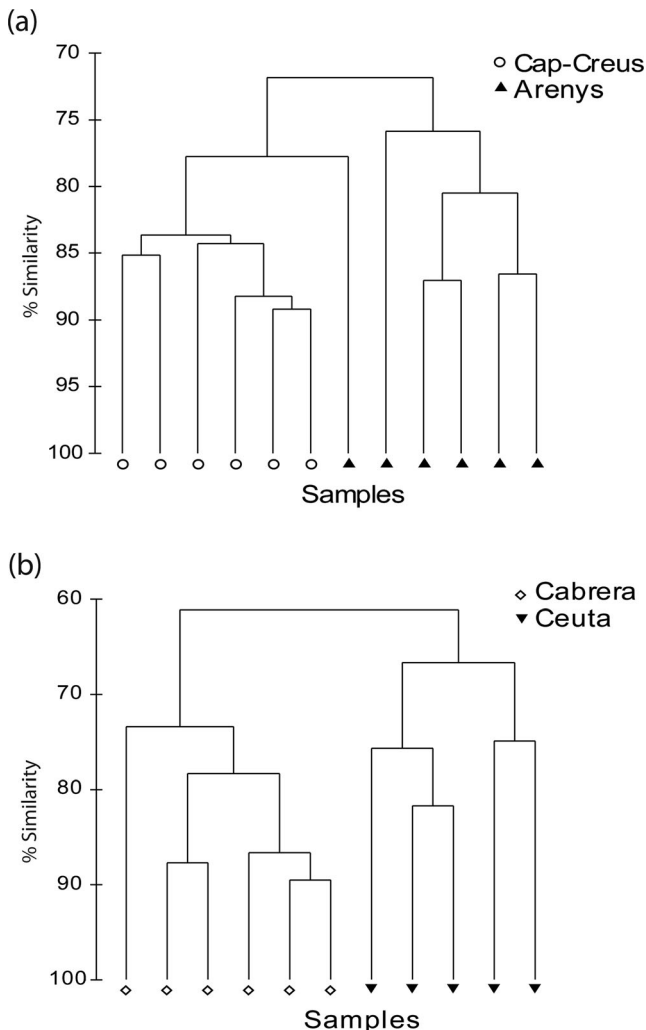 (a)
70
75
80
85
90
95
100
% Similarity
Cap-Creus
Arenys
Samples
(b)
60
70
80
90
100
% Similarity
Cabrera
Ceuta
Samples